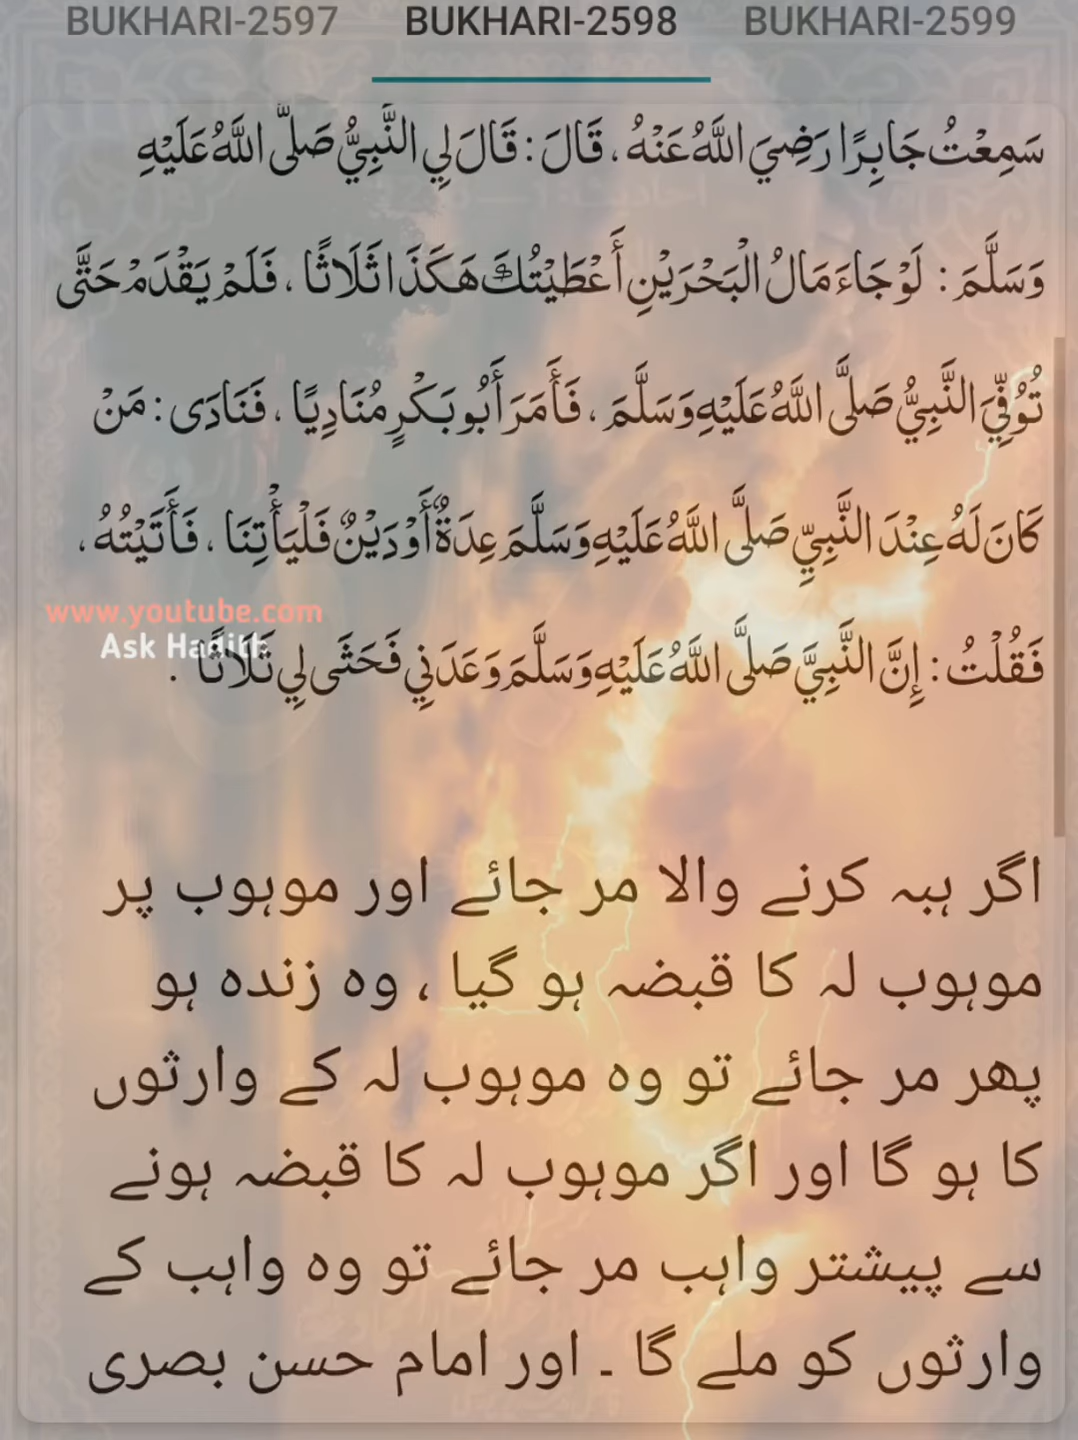 BUKHARI-2597 BUKHARI-2598 BUKHARI-2599
سَمِعْتُ جَابِرًا رَضِيَ اللَّهُ عَنْهُ ، قَالَ : قَالَ لِي النَّبِيُّ صَلَّى اللَّهُ عَلَيْهِ
وَسَلَّمَ : لَوْ جَاءَ مَالُ الْبَحْرَيْنِ أَعْطَيْتُكَ هَكَذَا ثَلَاثًا ، فَلَمْ يَقْدَمْ حَتَّى
تُوُفِّيَ النَّبِيُّ صَلَّى اللَّهُ عَلَيْهِ وَسَلَّمَ ، فَأَمَرَ أَبُو بَكْرٍ مُنَادِيًا ، فَنَادَى : مَنْ
كَانَ لَهُ عِنْدَ النَّبِيِّ صَلَّى اللَّهُ عَلَيْهِ وَسَلَّمَ عِدَةٌ أَوْ دَيْنٌ فَلْيَأْتِنَا ، فَأَتَيْتُهُ ،
www.youtube.com
Ask Hadith
فَقُلْتُ : إِنَّ النَّبِيَّ صَلَّى اللَّهُ عَلَيْهِ وَسَلَّمَ وَعَدَنِي فَحَثَى لِي ثَلَاثًا .
اگر ہبہ کرنے والا مر جائے اور موہوب پر
موہوب لہ کا قبضہ ہو گیا ، وہ زندہ ہو
پھر مر جائے تو وہ موہوب لہ کے وارثوں
کا ہو گا اور اگر موہوب لہ کا قبضہ ہونے
سے پیشتر واہب مر جائے تو وہ واہب کے
وارثوں کو ملے گا ۔ اور امام حسن بصری